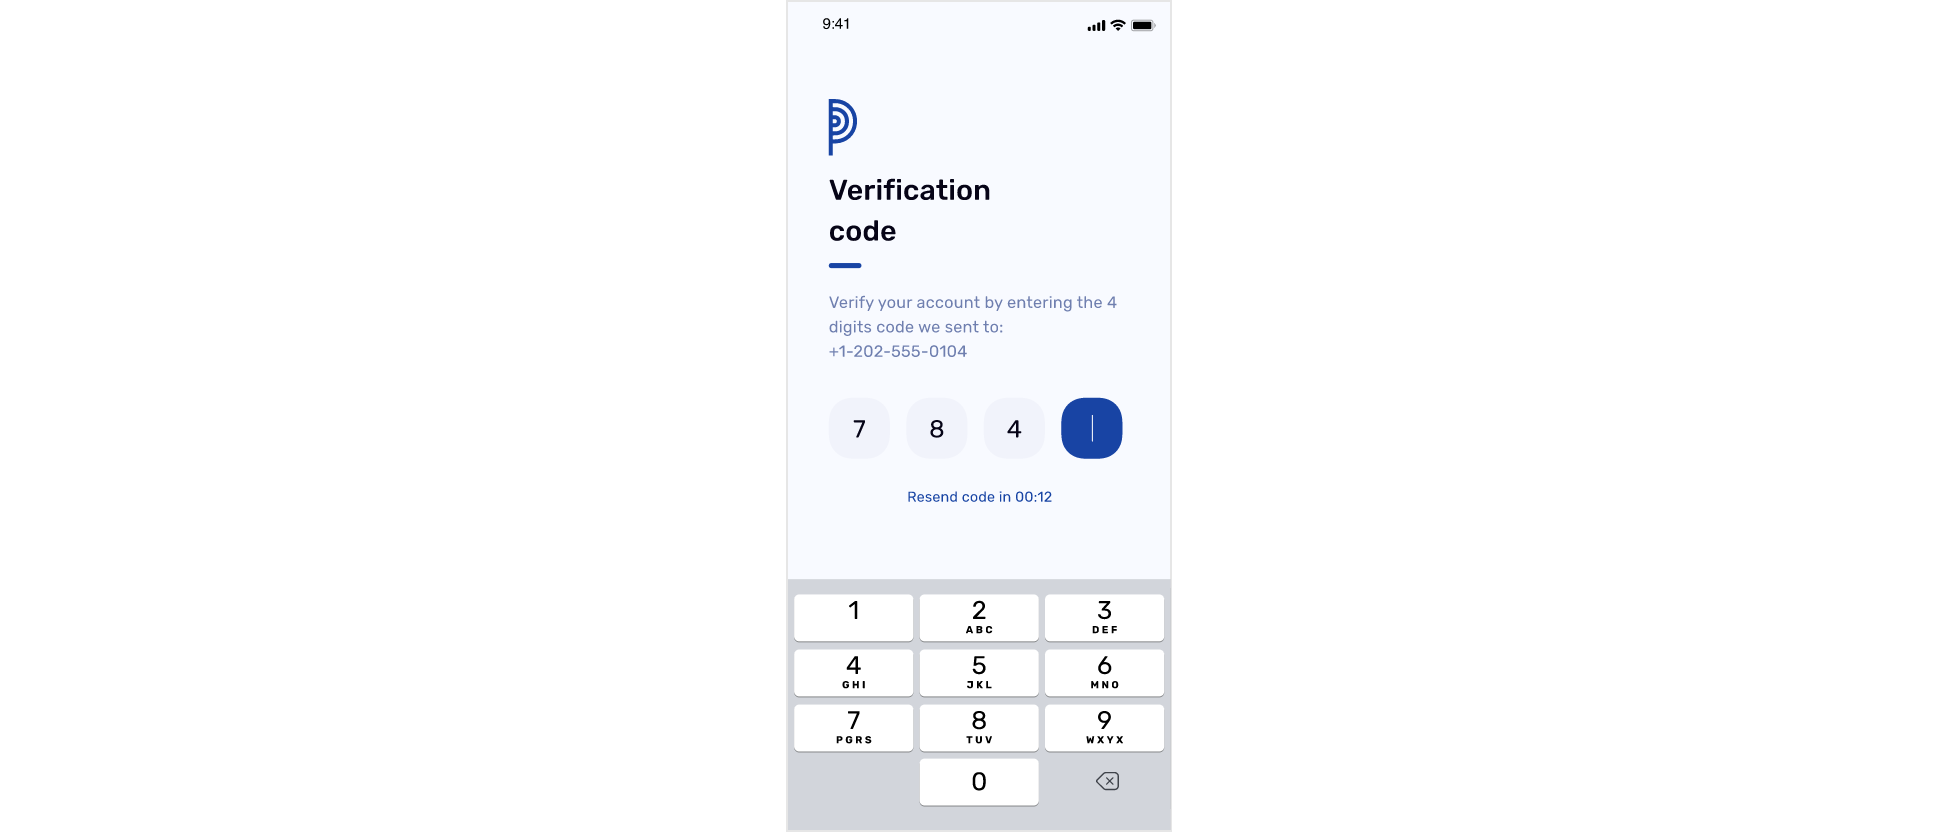 9:41
Verification
code
Verify your account by entering the 4
digits code we sent to:
+1-202-555-0104
7 8 4
Resend code in 00:12
1 2 3
ABC DEF
4 5 6
GHI JKL MNO
7 8 9
PGRS TUV WXYX
0